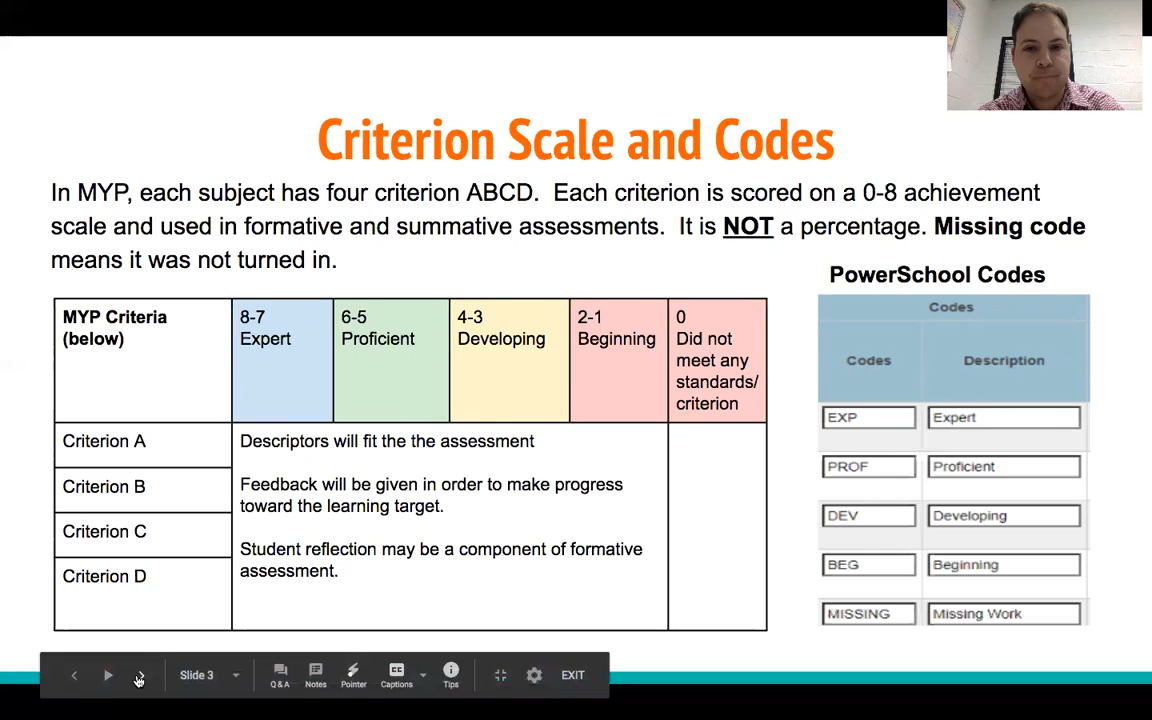 Criterion Scale and Codes
In MYP, each subject has four criterion ABCD. Each criterion is scored on a 0-8 achievement
scale and used in formative and summative assessments. It is NOT a percentage. Missing code
means it was not turned in.
MYP Criteria
(below)
8-7
Expert
6-5
Proficient
4-3
Developing
2-1
Beginning
0
Did not
meet any
standards/
criterion
Criterion A
Criterion B
Criterion C
Criterion D
Descriptors will fit the the assessment
Feedback will be given in order to make progress
toward the learning target.
Student reflection may be a component of formative
assessment.
PowerSchool Codes
Codes
Codes Description
EXP Expert
PROF Proficient
DEV Developing
BEG Beginning
MISSING Missing Work
Slide 3
Q&A
Notes
Pointer
Captions
Tips
EXIT